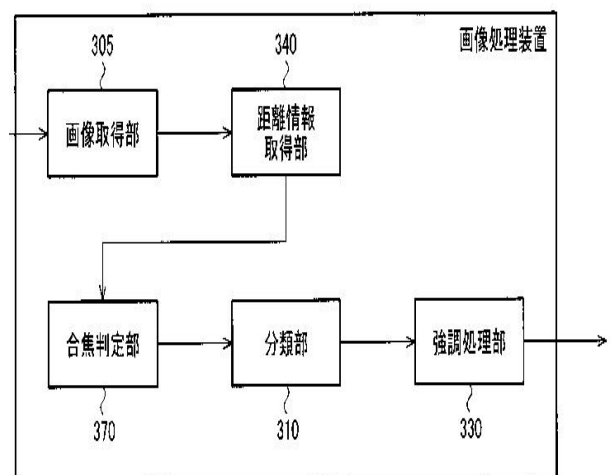 画像処理装置
305
340
画像取得部
距離情報
取得部
合焦判定部
分類部
強調処理部
370
310
330